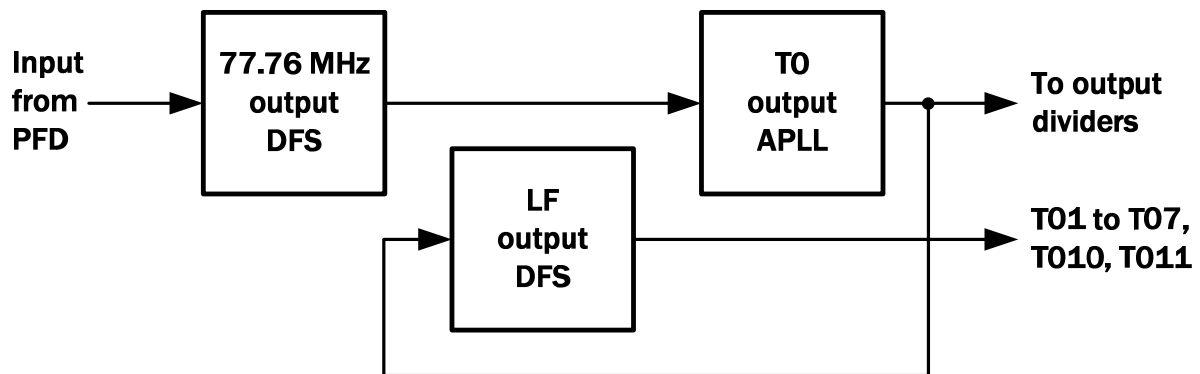 Input
from
PFD
77.76 MHz
output
DFS
T0
output
APLL
To output
dividers
LF
output
DFS
T01 to T07,
T010, T011